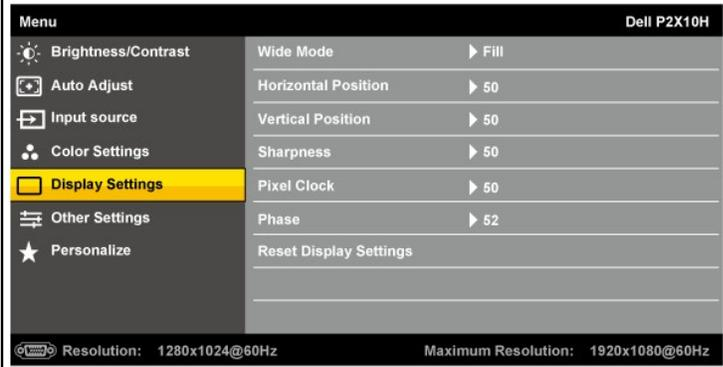 Menu Dell P2X10H
Brightness/Contrast Wide Mode Fill
Auto Adjust Horizontal Position 50
Input source Vertical Position 50
Color Settings Sharpness 50
Display Settings Pixel Clock 50
Other Settings Phase 52
Personalize Reset Display Settings
Resolution: 1280x1024@60Hz Maximum Resolution: 1920x1080@60Hz